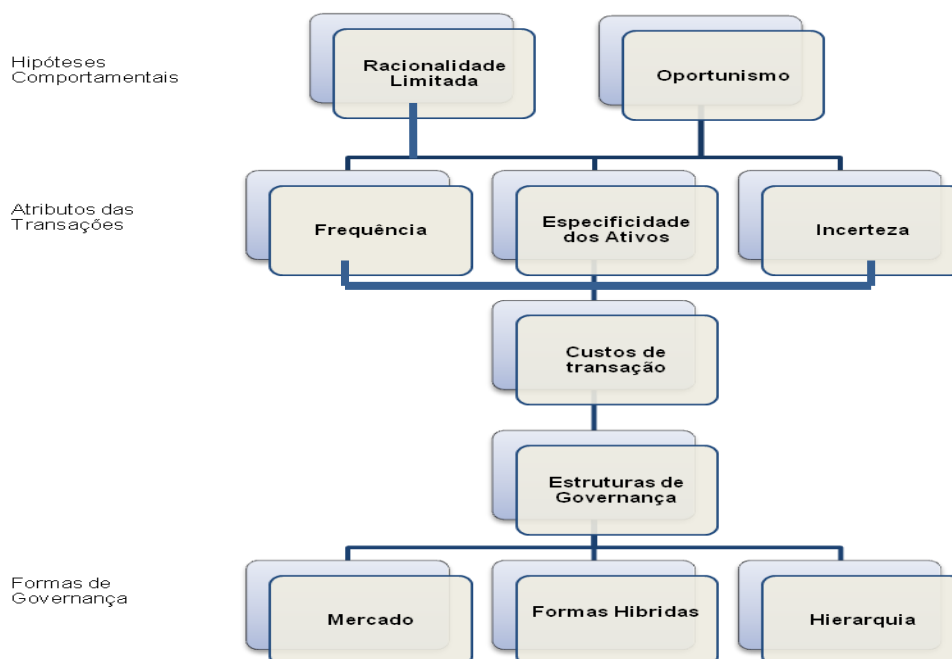 Hipóteses
Comportamentais
Racionalidade
Limitada
Oportunismo
Atributos das
Transações
Frequência
Especificidade
dos Ativos
Incerteza
Custos de
transação
Estruturas de
Governança
Formas de
Governança
Mercado
Formas Hibridas
Hierarquia